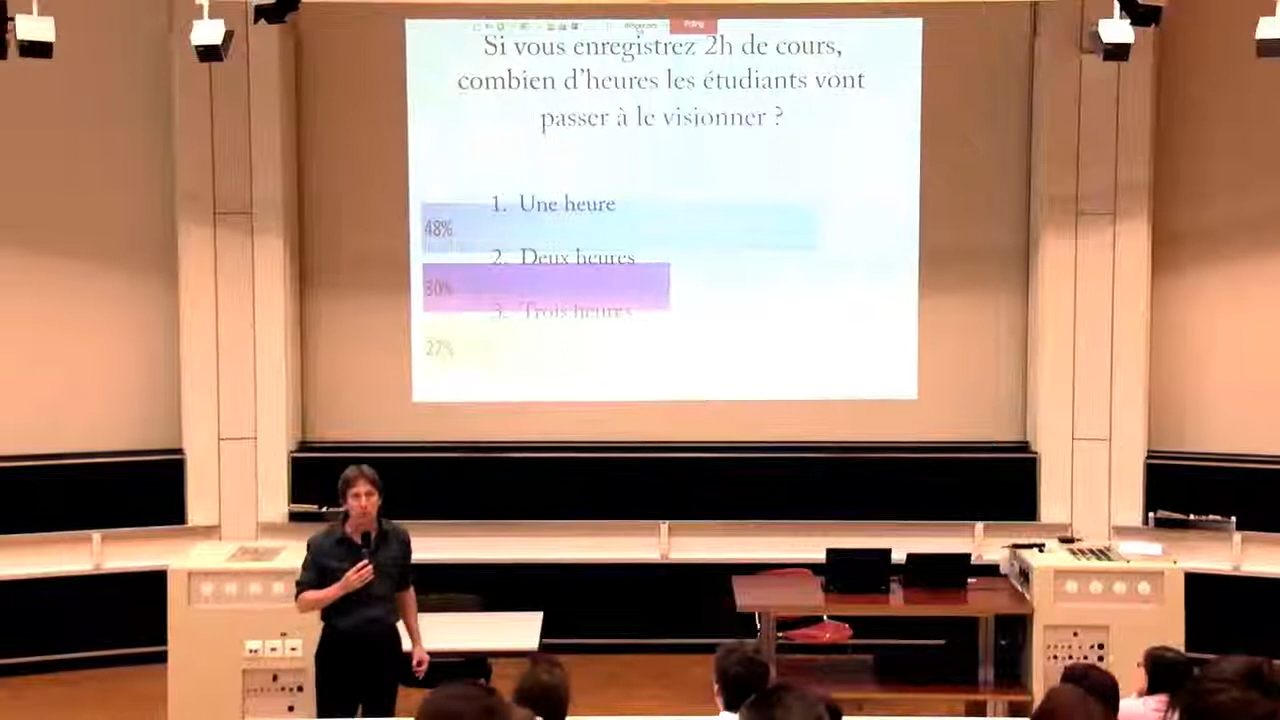 Si vous enregistrez 2h de cours,
combien d'heures les étudiants vont
passer à le visionner ?
1. Une heure
48%
2. Deux heures
30%
3. Trois heures
27%